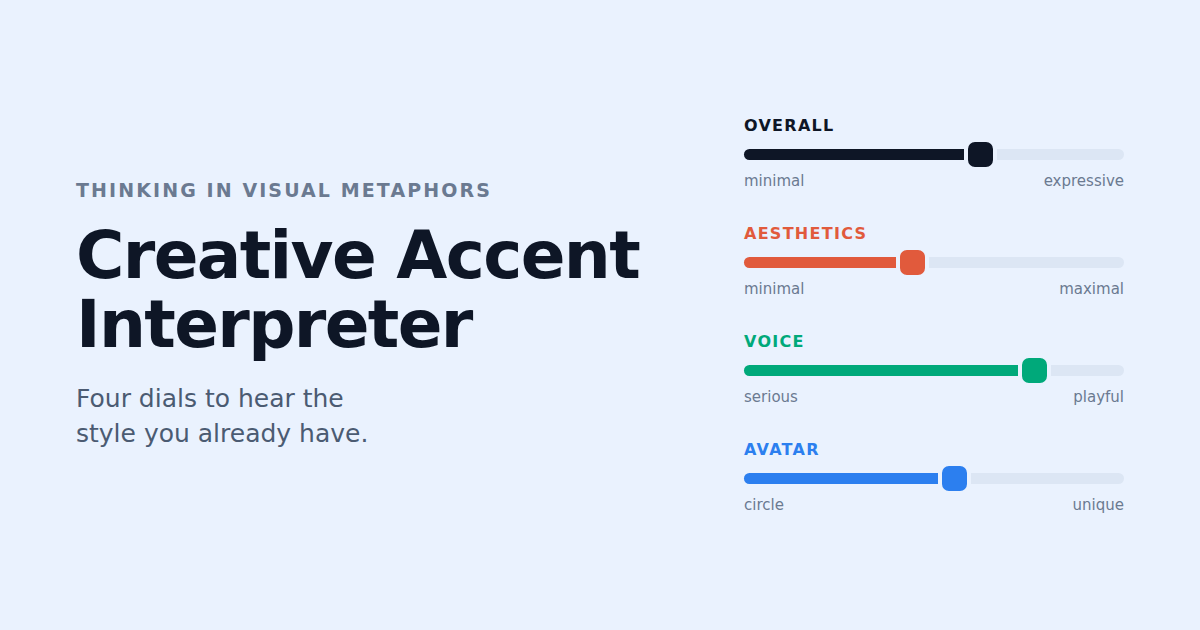 THINKING IN VISUAL METAPHORS
Creative Accent
Interpreter
Four dials to hear the
style you already have.
OVERALL
minimal expressive
AESTHETICS
minimal maximal
VOICE
serious playful
AVATAR
circle unique